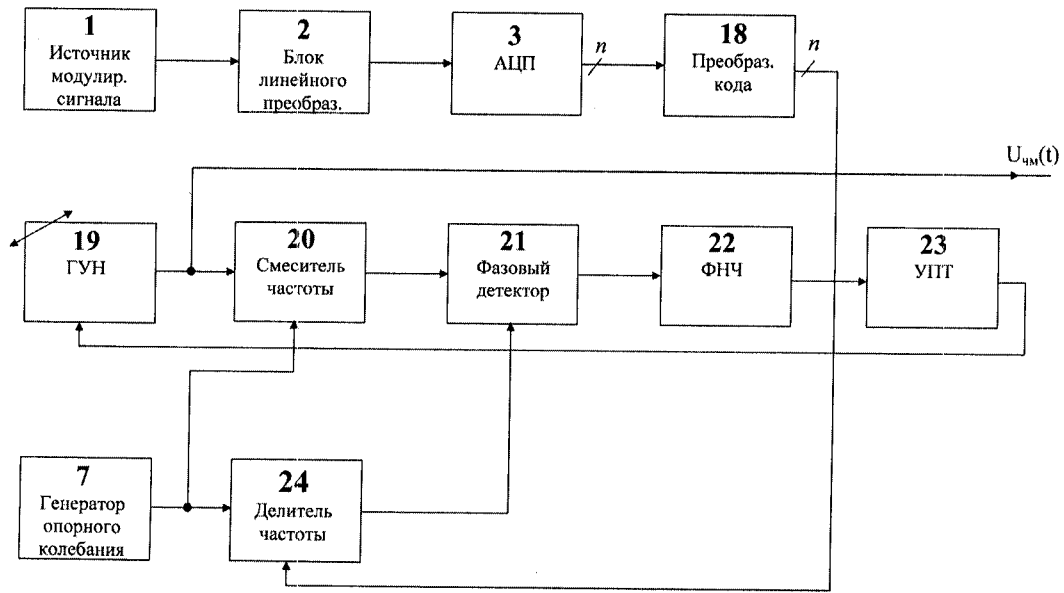 1
Источник
модулир.
сигнала
2
Блок
линейного
преобраз.
3
АЦП
n
18
Преобраз.
кода
n
Uчм(t)
19
ГУН
20
Смеситель
частоты
21
Фазовый
детектор
22
ФНЧ
23
УПТ
7
Генератор
опорного
колебания
24
Делитель
частоты